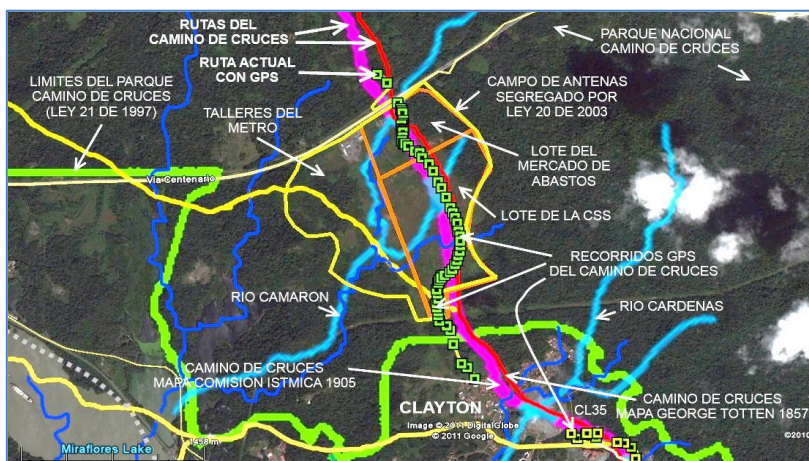 RUTAS DEL
CAMINO DE CRUCES
RUTA ACTUAL
CON GPS
PARQUE NACIONAL
CAMINO DE CRUCES
LIMITES DEL PARQUE
CAMINO DE CRUCES
(LEY 21 DE 1997)
TALLERES DEL
METRO
CAMPO DE ANTENAS
SEGREGADO POR
LEY 20 DE 2003
LOTE DEL
MERCADO DE
ABASTOS
Via Centenario
LOTE DE LA CSS
RECORRIDOS GPS
DEL CAMINO DE CRUCES
RIO CAMARON
RIO CARDENAS
CAMINO DE CRUCES
MAPA COMISION ISTMICA 1905
CAMINO DE CRUCES
MAPA GEORGE TOTTEN 1857
CLAYTON
CL35
Image © 2011 DigitalGlobe
© 2011 Google
©2010
1498 m
Miraflores Lake